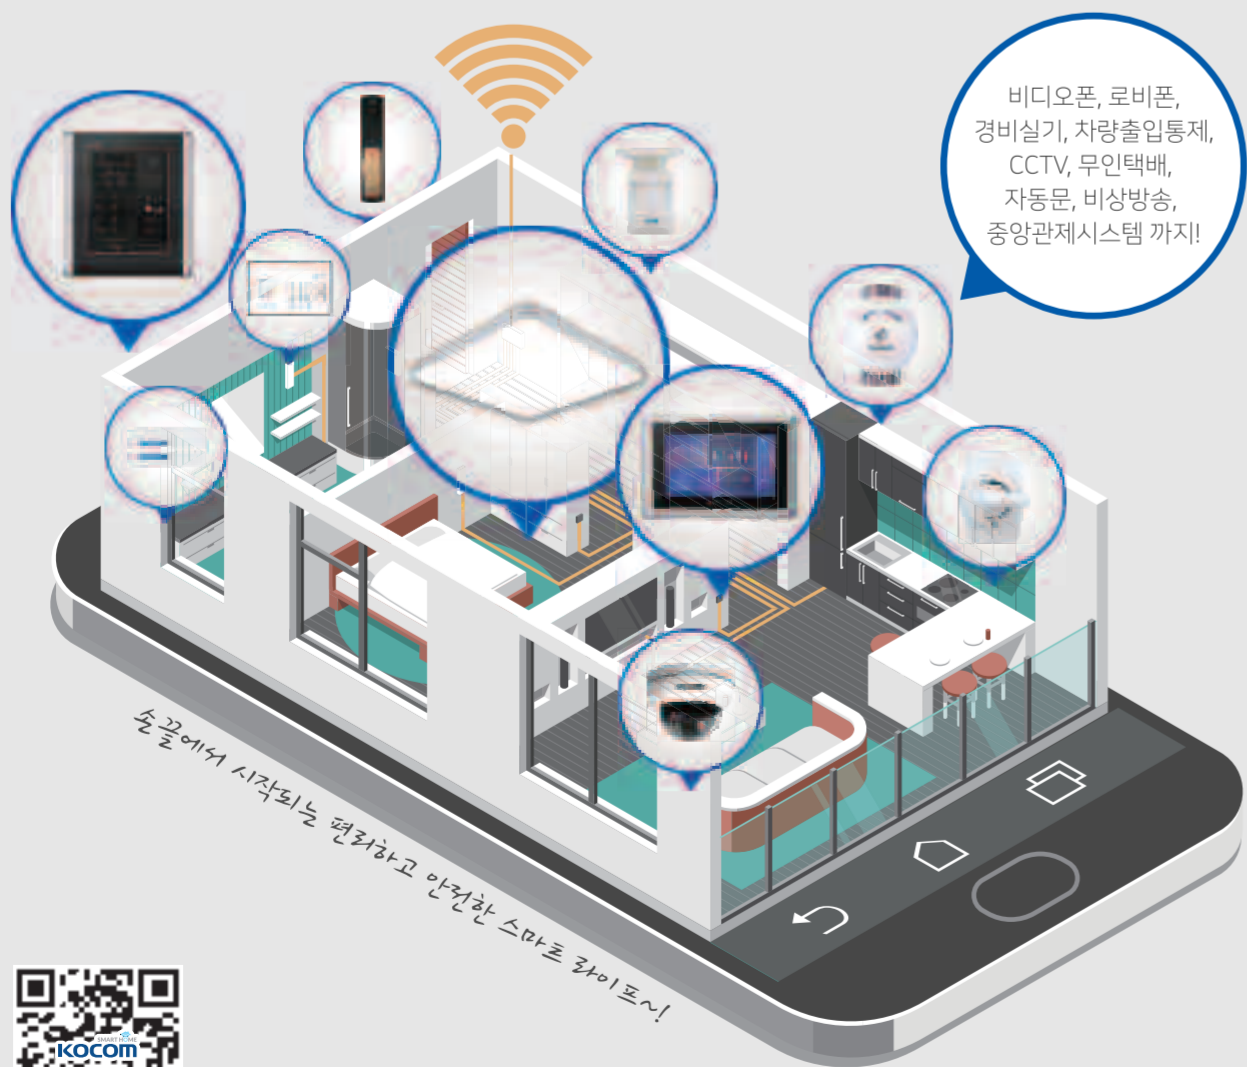 비디오폰, 로비폰,
경비실기, 차량출입통제,
CCTV, 무인택배,
자동문, 비상방송,
중앙관제시스템 까지!
손끝에서 시작되는 편리하고 안전한 스마트 라이프~!
SMART HOME
KOCOM